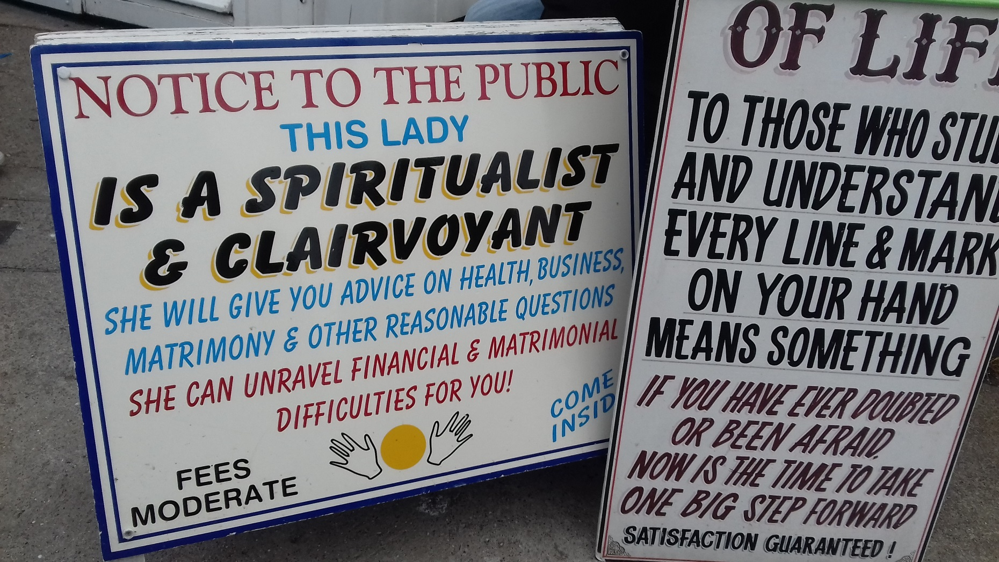 NOTICE TO THE PUBLIC
THIS LADY
IS A SPIRITUALIST
& CLAIRVOYANT
SHE WILL GIVE YOU ADVICE ON HEALTH, BUSINESS,
MATRIMONY & OTHER REASONABLE QUESTIONS
SHE CAN UNRAVEL FINANCIAL & MATRIMONIAL
DIFFICULTIES FOR YOU!
COME
INSID
FEES
MODERATE
OF LIF
TO THOSE WHO STU
AND UNDERSTAN
EVERY LINE & MARK
ON YOUR HAND
MEANS SOMETHING
IF YOU HAVE EVER DOUBTED
OR BEEN AFRAID,
NOW IS THE TIME TO TAKE
ONE BIG STEP FORWARD
SATISFACTION GUARANTEED!